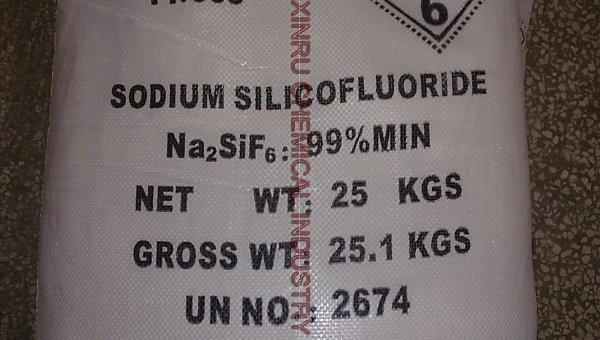 6
SODIUM SILICOFLUORIDE
Na₂SiF₆: 99%MIN
NET WT: 25 KGS
GROSS WT: 25.1 KGS
UN NO.: 2674
XINRU CHEMICAL INDUSTRY